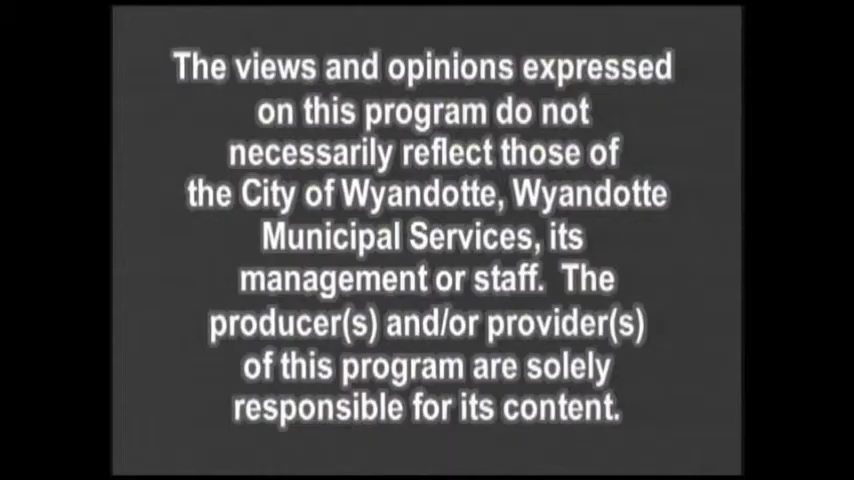 The views and opinions expressed
on this program do not
necessarily reflect those of
the City of Wyandotte, Wyandotte
Municipal Services, its
management or staff.  The
producer(s) and/or provider(s)
of this program are solely
responsible for its content.